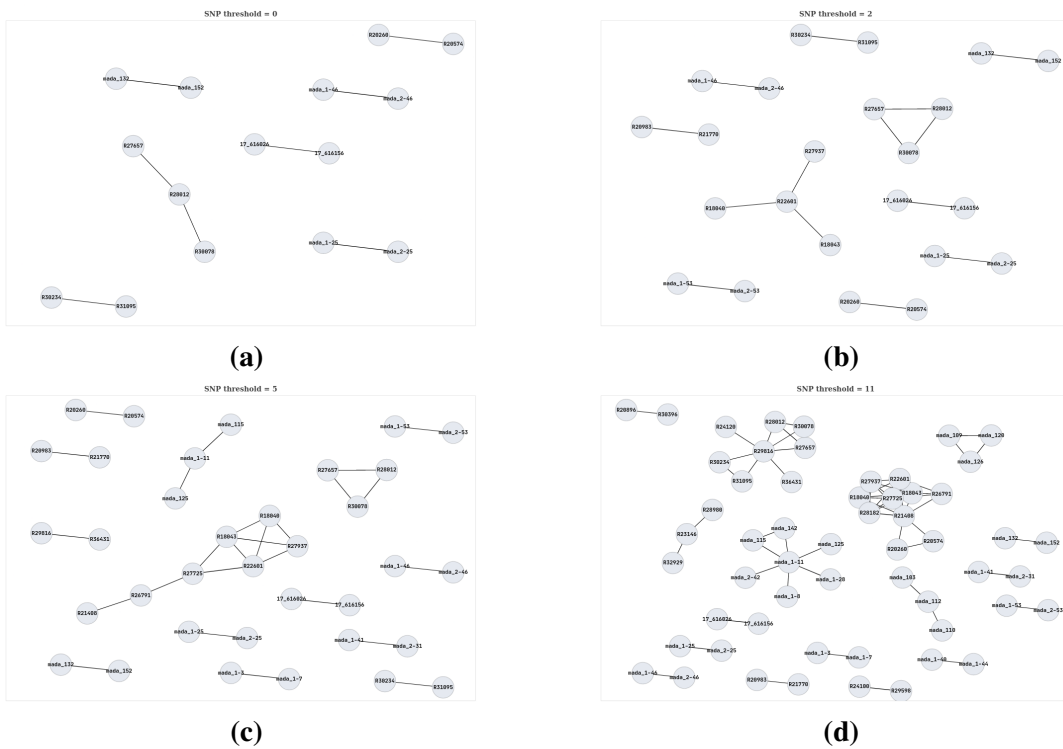 SNP threshold = 0
R20260
R20574
mada_132
mada_152
mada_1-46
mada_2-46
R27657
17_616026
17_616156
R28012
R30078
mada_1-25
mada_2-25
R30234
R31095
(a)
SNP threshold = 2
R30234
R31095
mada_132
mada_152
mada_1-46
mada_2-46
R27657
R28012
R20983
R21770
R30078
R27937
R18040
R22601
17_616026
17_616156
R18043
mada_1-25
mada_2-25
mada_1-53
mada_2-53
R20260
R20574
(b)
SNP threshold = 5
R20260
R20574
mada_115
mada_1-53
mada_2-53
R20983
R21770
mada_1-11
R27657
R28012
mada_125
R30078
R18040
R29816
R36431
R18043
R27937
R22601
R27725
mada_1-46
mada_2-46
R26791
R21408
17_616026
17_616156
mada_1-25
mada_2-25
mada_1-41
mada_2-31
mada_132
mada_152
mada_1-3
mada_1-7
R30234
R31095
(c)
SNP threshold = 11
R20896
R30396
R24120
R28012
R30078
R27657
R29816
R30234
R31095
R36431
mada_109
mada_120
mada_126
R27937
R22601
R18040
R18043
R26791
R27725
R28182
R21408
R28980
R23146
R32929
mada_142
mada_115
mada_125
mada_1-11
mada_2-42
mada_1-28
mada_1-8
R20260
R20574
mada_132
mada_152
mada_103
mada_112
mada_110
mada_1-41
mada_2-31
mada_1-53
mada_2-53
17_616026
17_616156
mada_1-25
mada_2-25
mada_1-3
mada_1-7
mada_1-40
mada_1-44
mada_1-46
mada_2-46
R20983
R21770
R24100
R29598
(d)